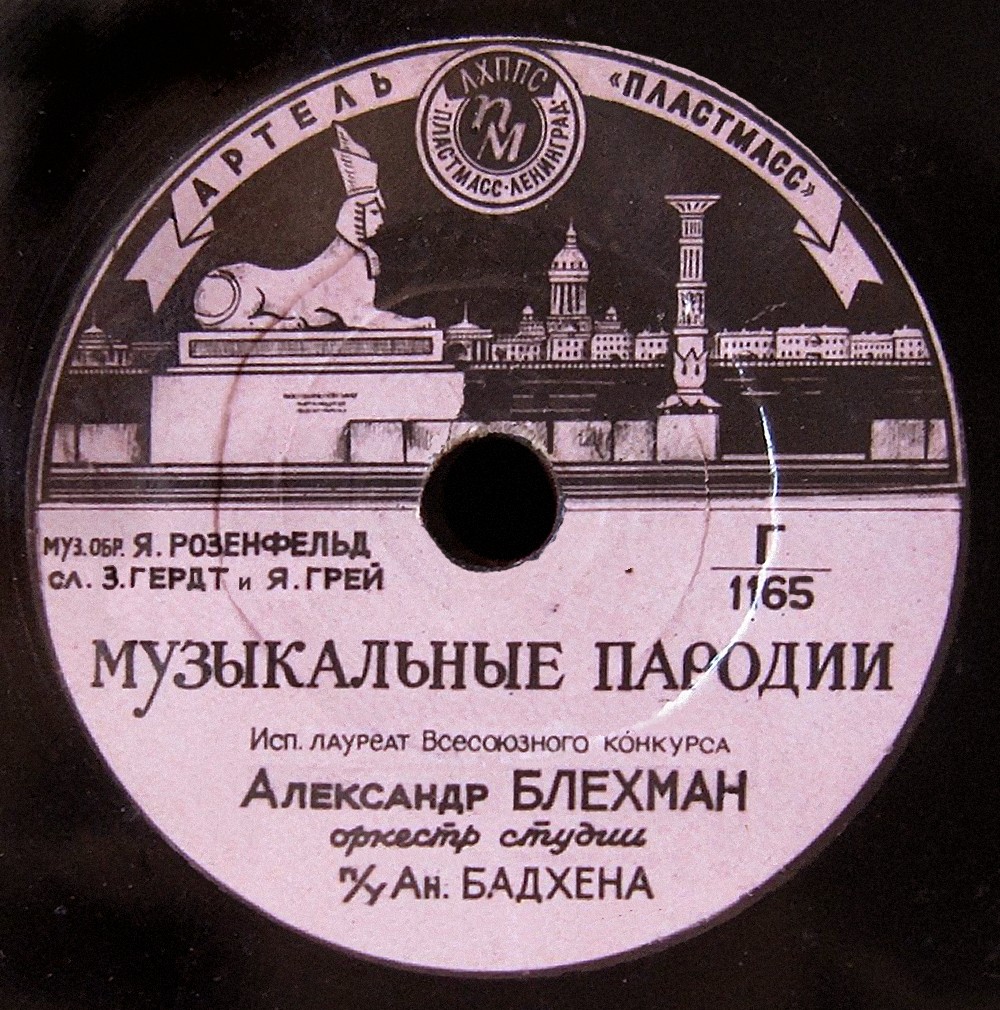 АРТЕЛЬ
ЛХППС
ПМ
ПЛАСТМАСС·ЛЕНИНГРАД
«ПЛАСТМАСС»
МУЗ. ОБР. Я. РОЗЕНФЕЛЬД
СЛ. З. ГЕРДТ и Я. ГРЕЙ
Г
1165
МУЗЫКАЛЬНЫЕ ПАРОДИИ
Исп. лауреат Всесоюзного конкурса
Александр БЛЕХМАН
оркестр студии
п/у Ан. БАДХЕНА